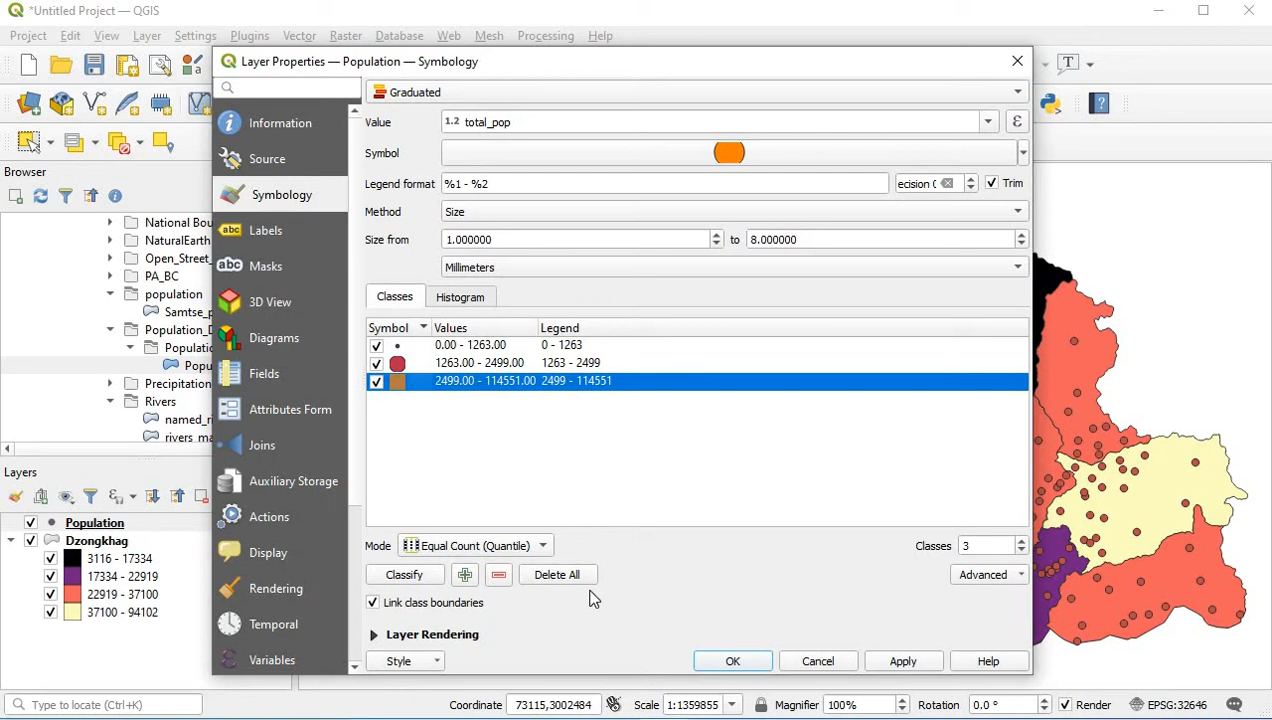 *Untitled Project — QGIS
Project Edit View Layer Settings Plugins Vector Raster Database Web Mesh Processing Help
Layer Properties — Population — Symbology
Graduated
Information
Source
Symbology
Labels
Masks
3D View
Diagrams
Fields
Attributes Form
Joins
Auxiliary Storage
Actions
Display
Rendering
Temporal
Variables
Value 1.2 total_pop ε
Symbol
Legend format %1 - %2 ecision Trim
Method Size
Size from 1.000000 to 8.000000
Millimeters
Classes Histogram
Symbol Values Legend
0.00 - 1263.00 0 - 1263
1263.00 - 2499.00 1263 - 2499
2499.00 - 114551.00 2499 - 114551
Mode Equal Count (Quantile) Classes 3
Classify Delete All Advanced
Link class boundaries
Layer Rendering
Style OK Cancel Apply Help
Browser
National Bou
NaturalEarth
Open_Street_
PA_BC
population
Samtse_p
Population_D
Populati
Popu
Precipitation
Rivers
named_ri
rivers_ma
Layers
Population
Dzongkhag
3116 - 17334
17334 - 22919
22919 - 37100
37100 - 94102
Type to locate (Ctrl+K) Coordinate 73115,3002484 Scale 1:1359855 Magnifier 100% Rotation 0.0 ° Render EPSG:32646